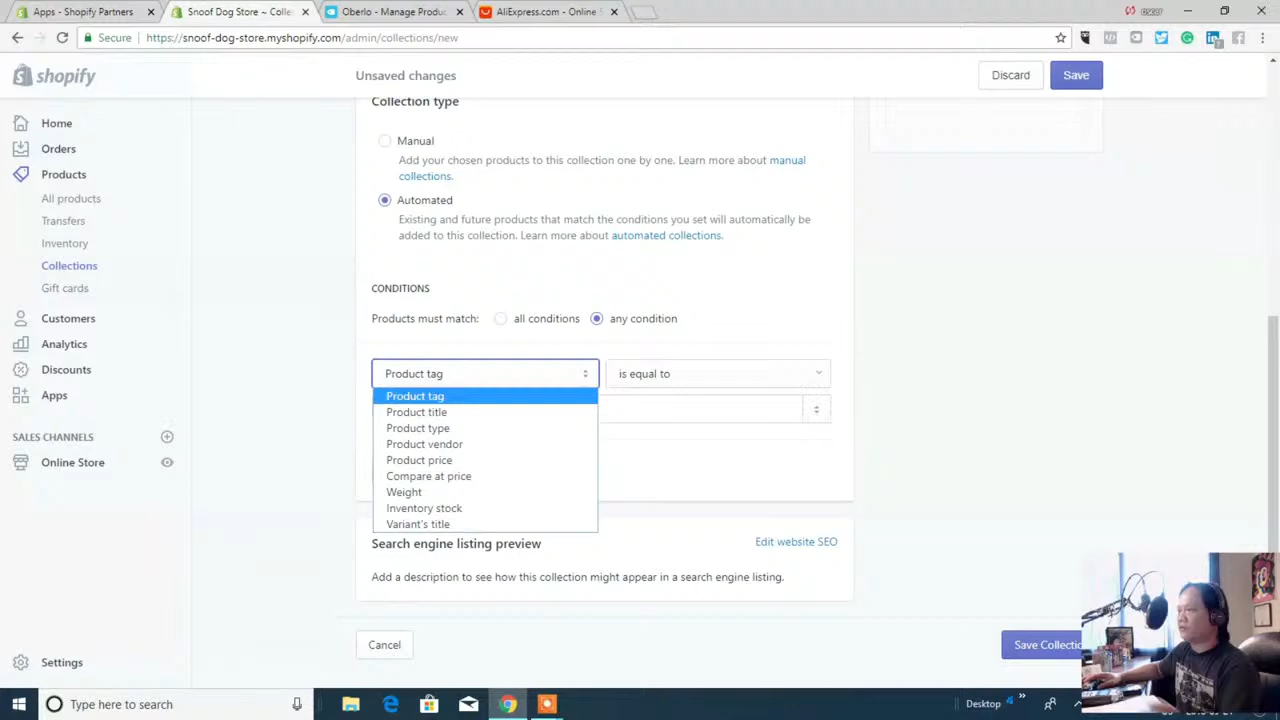 Apps - Shopify Partners
Snoof Dog Store ~ Colle
Oberlo - Manage Produc
AliExpress.com - Online S
Secure
https://snoof-dog-store.myshopify.com/admin/collections/new
shopify
Unsaved changes
Discard
Save
Home
Orders
Products
All products
Transfers
Inventory
Collections
Gift cards
Customers
Analytics
Discounts
Apps
SALES CHANNELS
Online Store
Settings
Collection type
Manual
Add your chosen products to this collection one by one. Learn more about manual
collections.
Automated
Existing and future products that match the conditions you set will automatically be
added to this collection. Learn more about automated collections.
CONDITIONS
Products must match: all conditions any condition
Product tag
is equal to
Product tag
Product title
Product type
Product vendor
Product price
Compare at price
Weight
Inventory stock
Variant's title
Search engine listing preview
Edit website SEO
Add a description to see how this collection might appear in a search engine listing.
Cancel
Save Collectio
Type here to search
Desktop